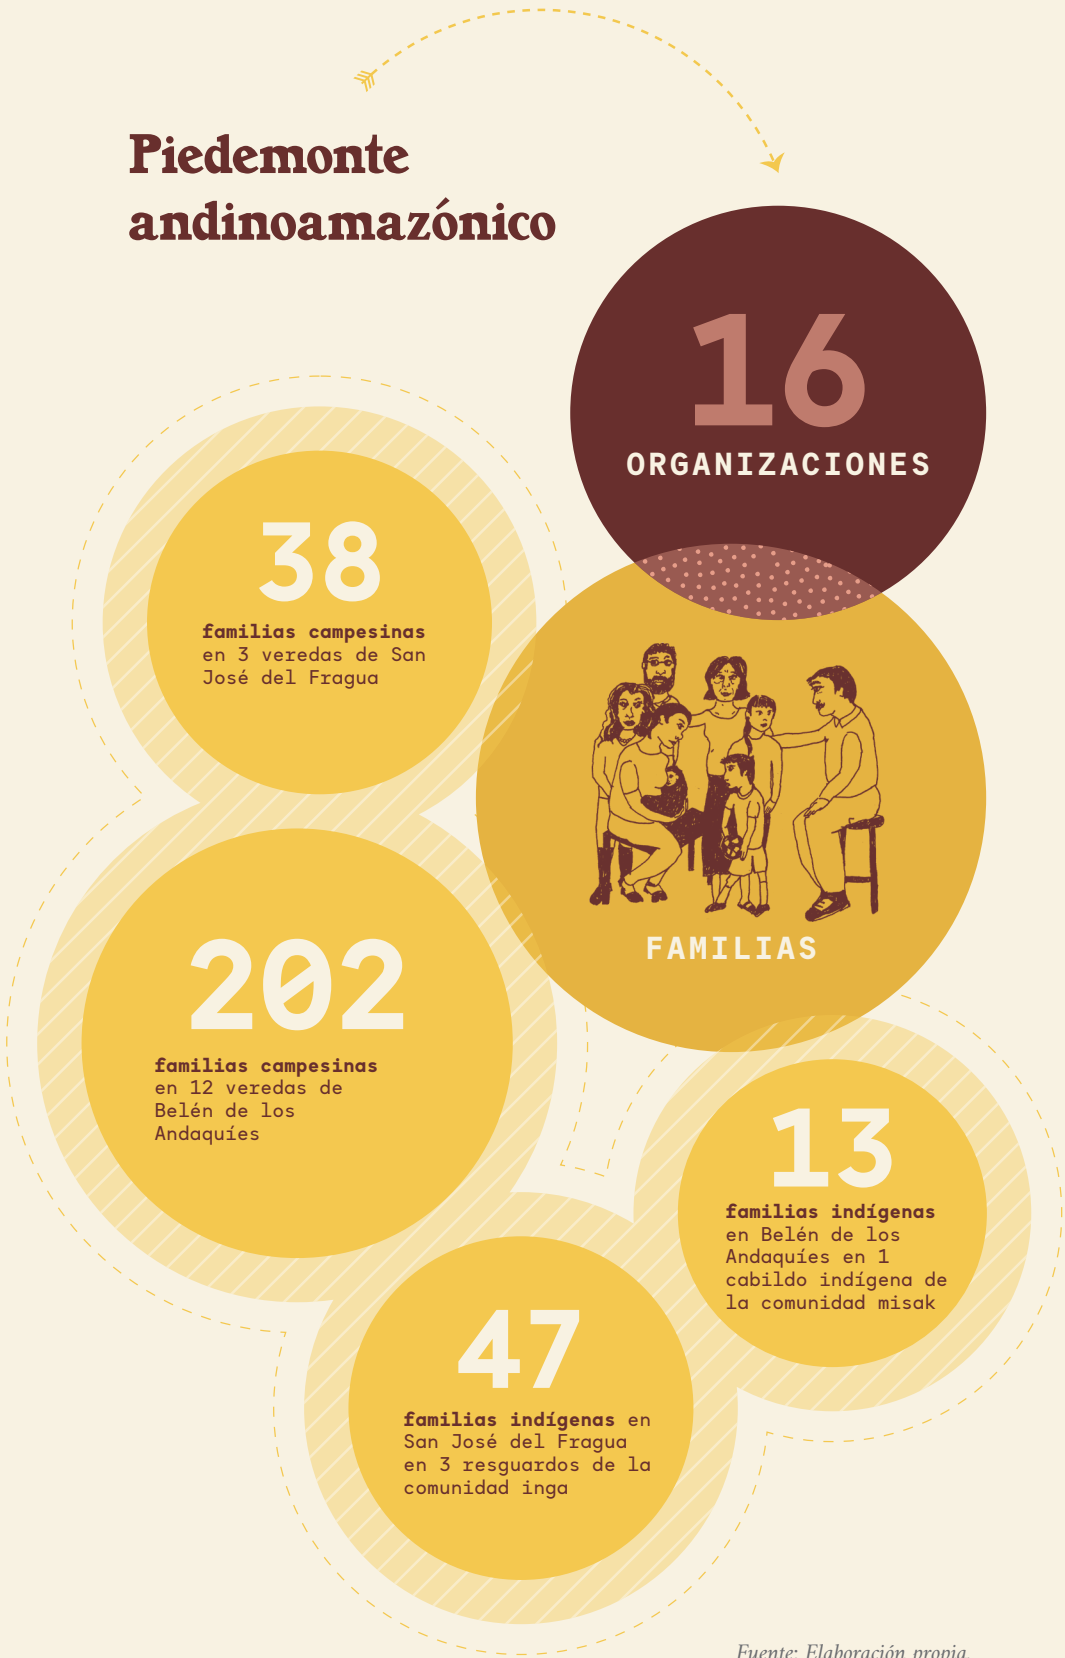 Piedemonte
andinoamazónico
16
ORGANIZACIONES
38
familias campesinas
en 3 veredas de San
José del Fragua
FAMILIAS
202
familias campesinas
en 12 veredas de
Belén de los
Andaquíes
13
familias indígenas
en Belén de los
Andaquíes en 1
cabildo indígena de
la comunidad misak
47
familias indígenas en
San José del Fragua
en 3 resguardos de la
comunidad inga
Fuente: Elaboración propia.